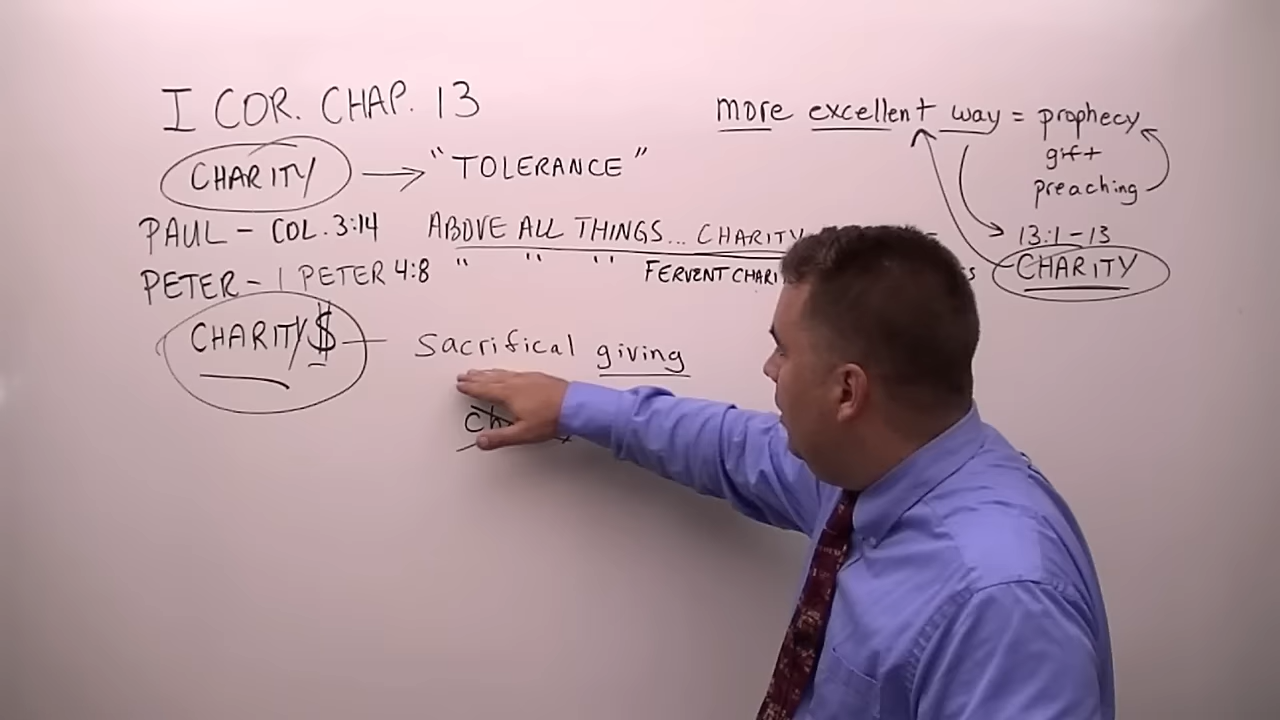 I COR. CHAP. 13
CHARITY → "TOLERANCE"
PAUL - COL. 3:14 ABOVE ALL THINGS... CHARITY
PETER - 1 PETER 4:8 " " " FERVENT
CHARITY $ - Sacrifical giving
more excellent way = prophecy
gift
preaching
13:1-13
CHARITY